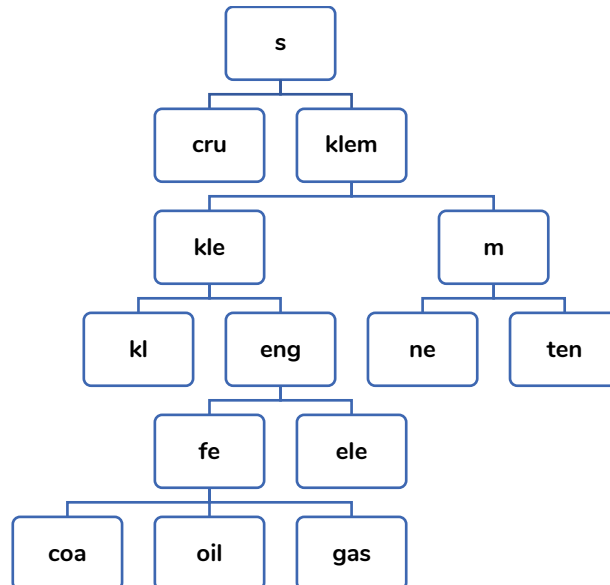 s
cru klem
kle m
kl eng ne ten
fe ele
coa oil gas